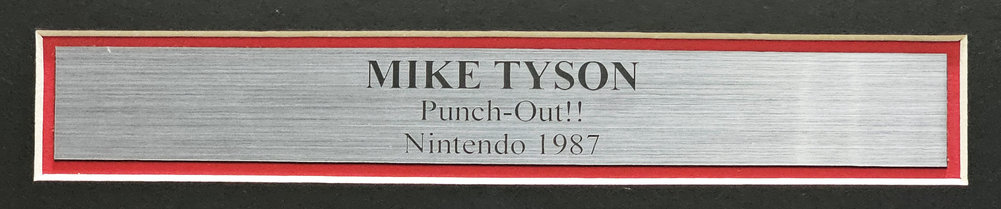 MIKE TYSON
Punch-Out!!
Nintendo 1987